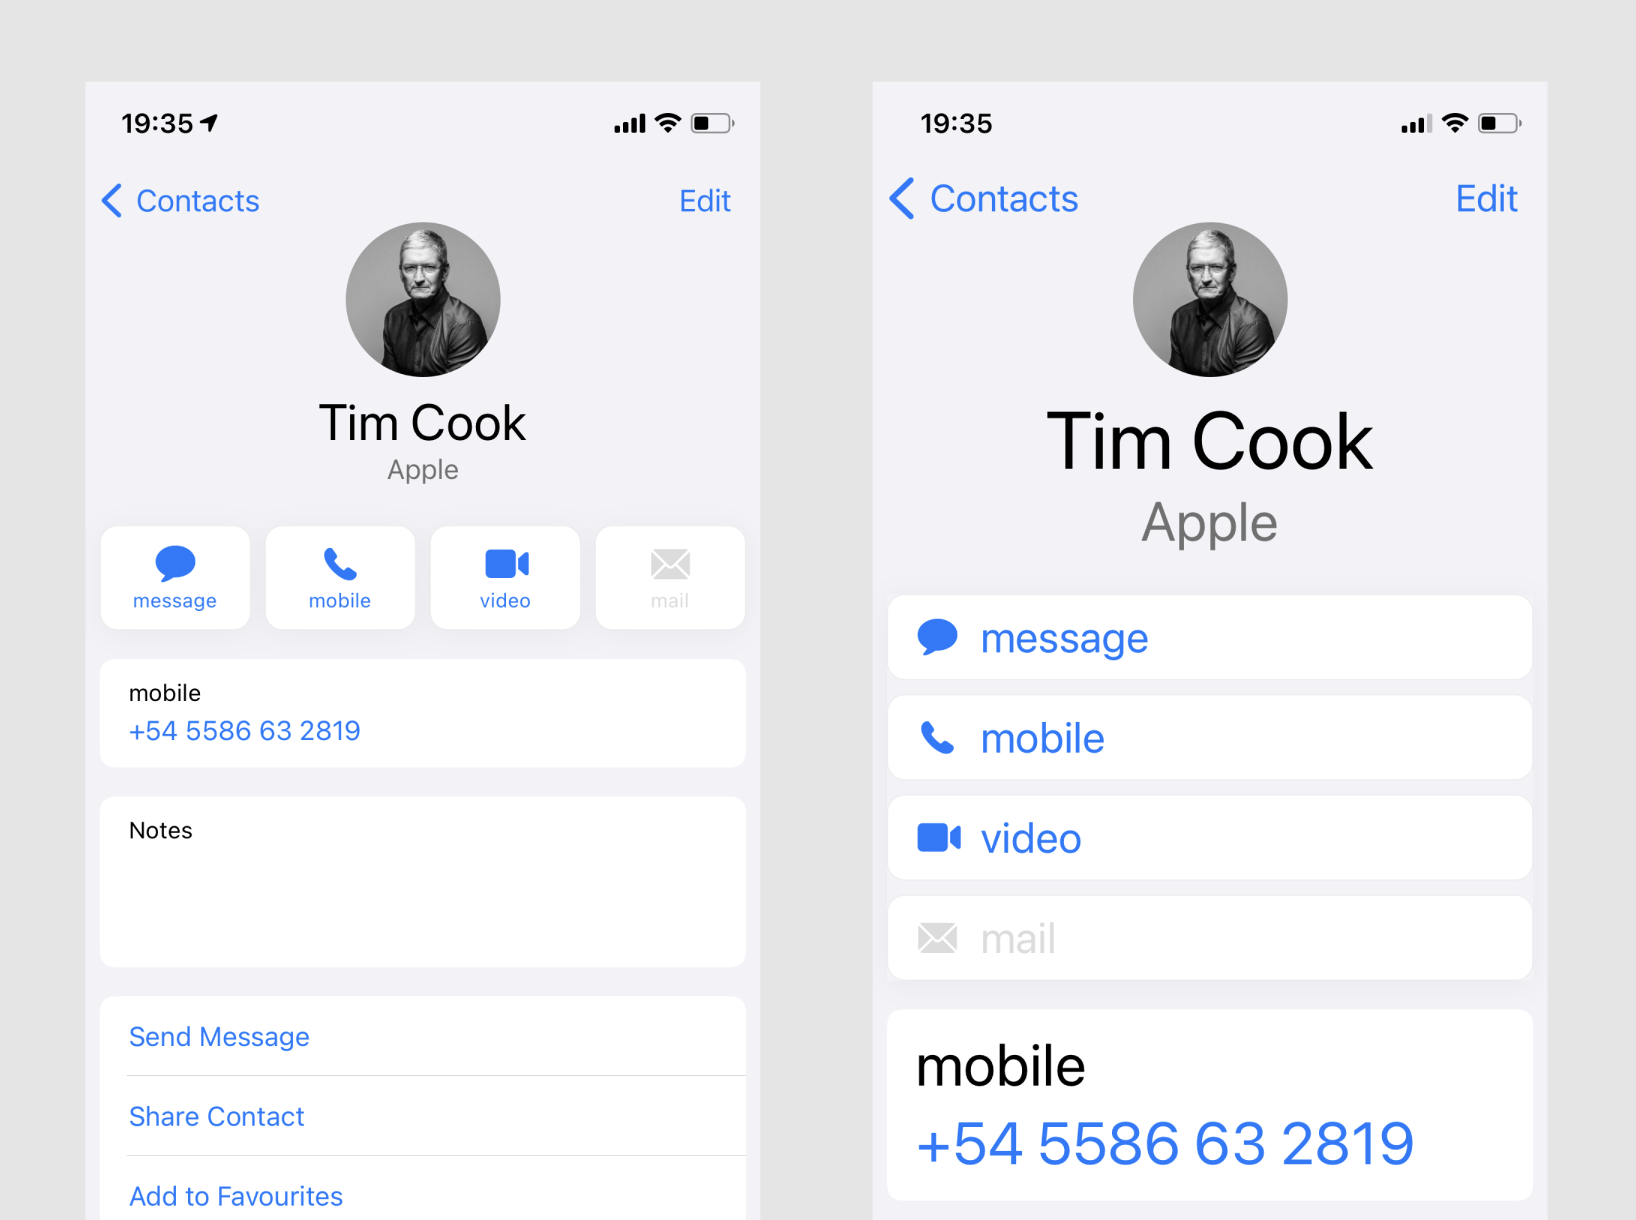 19:35
Contacts
Edit
Tim Cook
Apple
message
mobile
video
mail
mobile
+54 5586 63 2819
Notes
Send Message
Share Contact
Add to Favourites
19:35
Contacts
Edit
Tim Cook
Apple
message
mobile
video
mail
mobile
+54 5586 63 2819